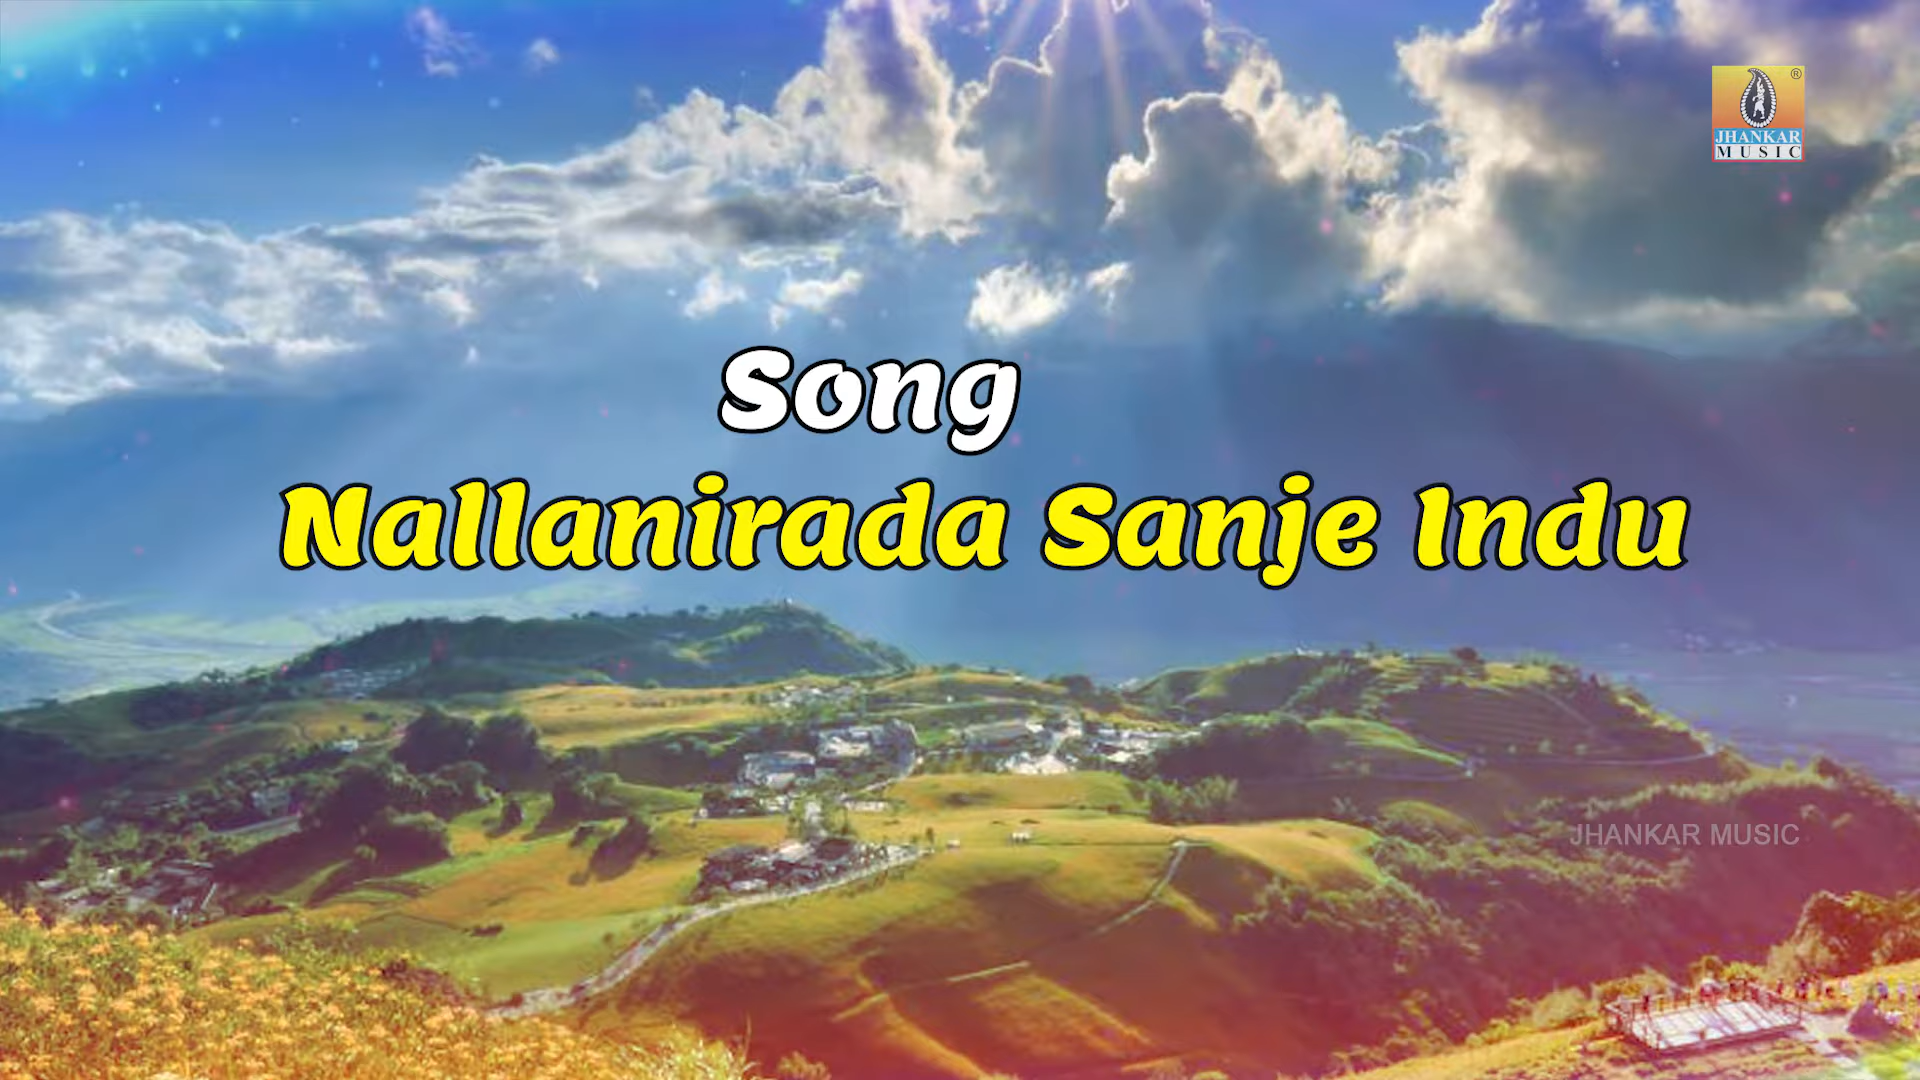 ®
JHANKAR
MUSIC
Song
Nallanirada Sanje Indu
JHANKAR MUSIC